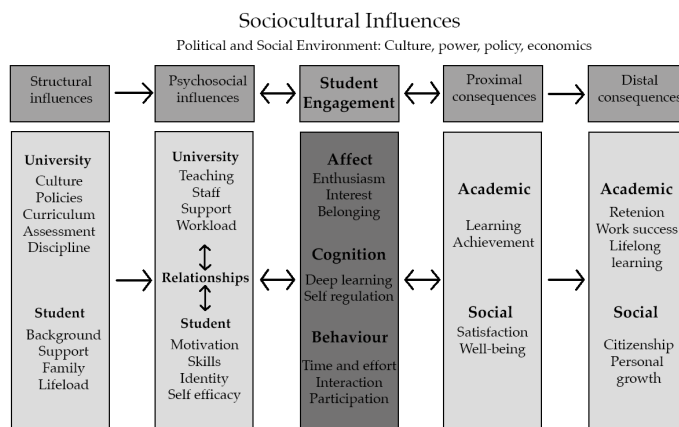 Sociocultural Influences
Political and Social Environment: Culture, power, policy, economics
Structural
influences
Psychosocial
influences
Student
Engagement
Proximal
consequences
Distal
consequences
University
Culture
Policies
Curriculum
Assessment
Discipline
Student
Background
Support
Family
Lifeload
University
Teaching
Staff
Support
Workload
Relationships
Student
Motivation
Skills
Identity
Self efficacy
Affect
Enthusiasm
Interest
Belonging
Cognition
Deep learning
Self regulation
Behaviour
Time and effort
Interaction
Participation
Academic
Learning
Achievement
Social
Satisfaction
Well-being
Academic
Retenion
Work success
Lifelong
learning
Social
Citizenship
Personal
growth